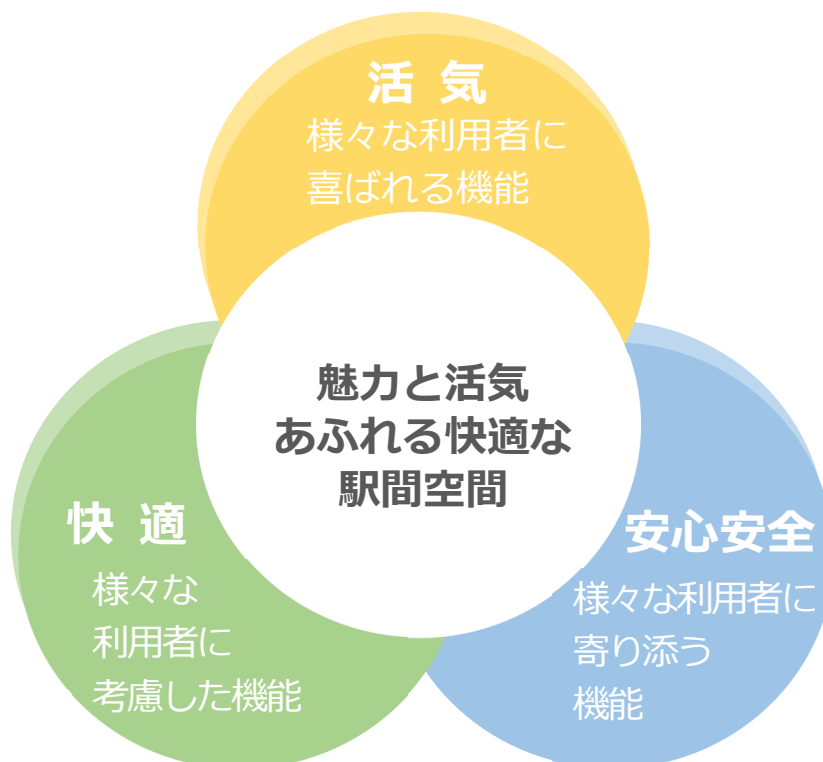 活 気
様々な利用者に
喜ばれる機能
魅力と活気
あふれる快適な
駅間空間
快 適
様々な
利用者に
考慮した機能
安心安全
様々な利用者に
寄り添う
機能